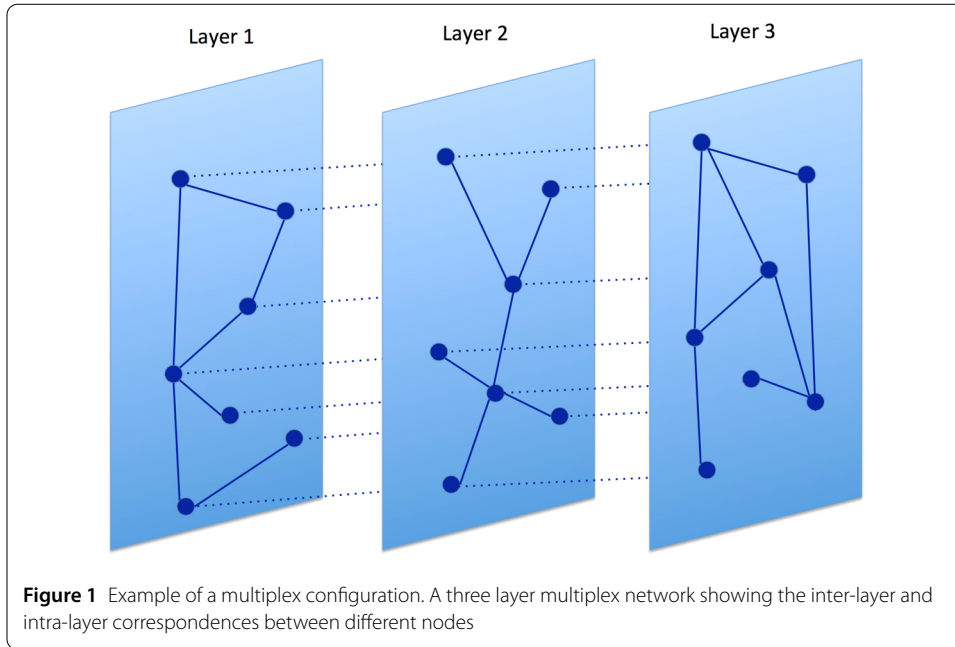 Layer 1
Layer 2
Layer 3
Figure 1 Example of a multiplex configuration. A three layer multiplex network showing the inter-layer and
intra-layer correspondences between different nodes